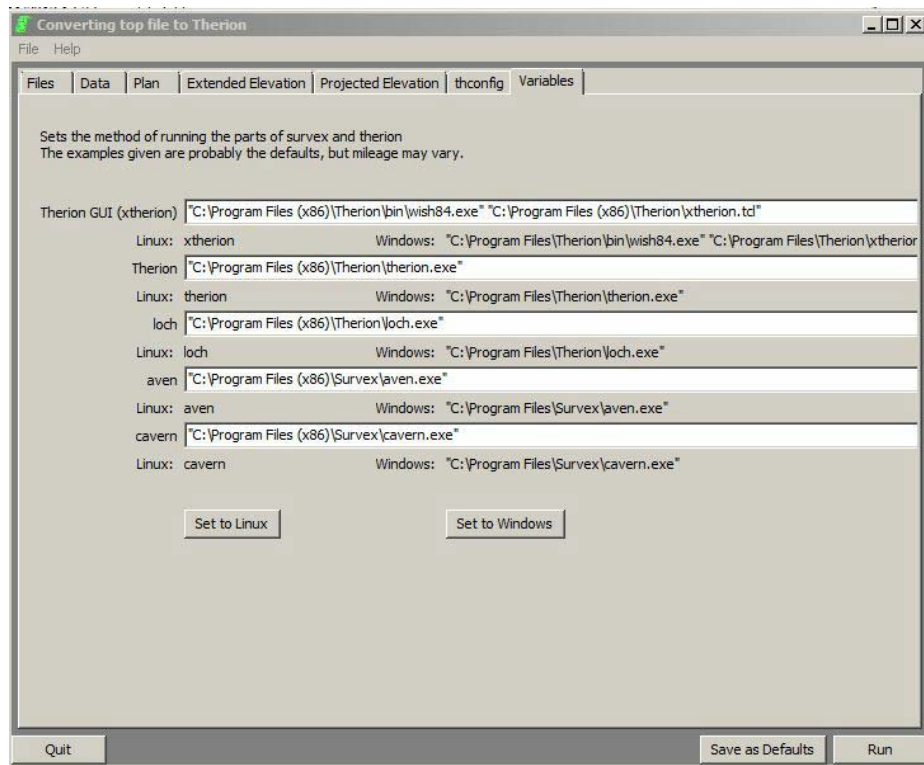 Converting top file to Therion
File Help
Files Data Plan Extended Elevation Projected Elevation thconfig Variables
Sets the method of running the parts of survex and therion
The examples given are probably the defaults, but mileage may vary.
Therion GUI (xtherion) "C:\Program Files (x86)\Therion\bin\wish84.exe" "C:\Program Files (x86)\Therion\xtherion.tcl"
Linux: xtherion Windows: "C:\Program Files\Therion\bin\wish84.exe" "C:\Program Files\Therion\xtherior
Therion "C:\Program Files (x86)\Therion\therion.exe"
Linux: therion Windows: "C:\Program Files\Therion\therion.exe"
loch "C:\Program Files (x86)\Therion\loch.exe"
Linux: loch Windows: "C:\Program Files\Therion\loch.exe"
aven "C:\Program Files (x86)\Survex\aven.exe"
Linux: aven Windows: "C:\Program Files\Survex\aven.exe"
cavern "C:\Program Files (x86)\Survex\cavern.exe"
Linux: cavern Windows: "C:\Program Files\Survex\cavern.exe"
Set to Linux Set to Windows
Quit Save as Defaults Run